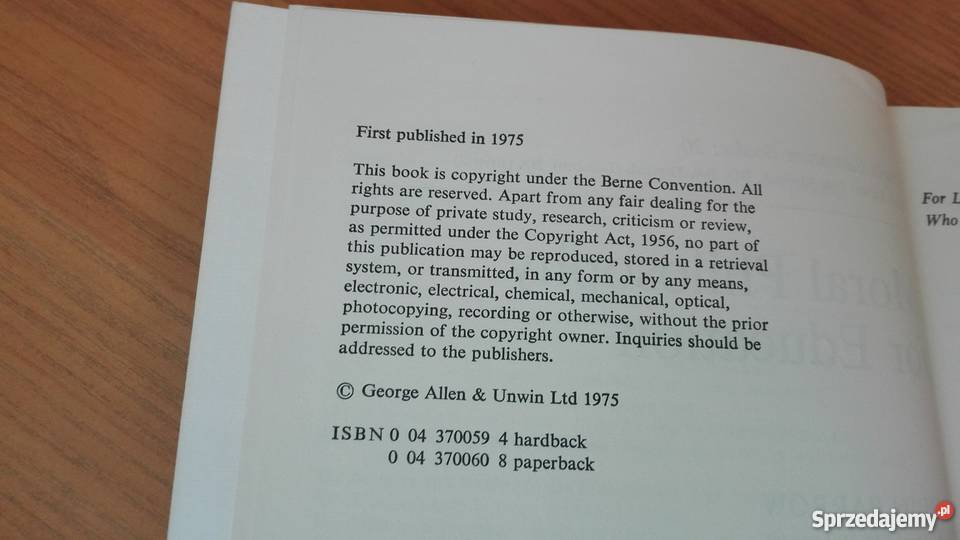 First published in 1975
This book is copyright under the Berne Convention. All
rights are reserved. Apart from any fair dealing for the
purpose of private study, research, criticism or review,
as permitted under the Copyright Act, 1956, no part of
this publication may be reproduced, stored in a retrieval
system, or transmitted, in any form or by any means,
electronic, electrical, chemical, mechanical, optical,
photocopying, recording or otherwise, without the prior
permission of the copyright owner. Inquiries should be
addressed to the publishers.
© George Allen & Unwin Ltd 1975
ISBN 0 04 370059 4 hardback
0 04 370060 8 paperback
For
Who
Sprzedajemy.pl